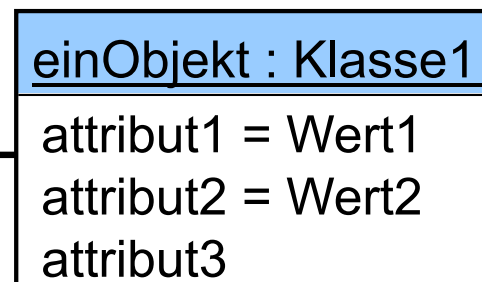 einObjekt : Klasse1
attribut1 = Wert1
attribut2 = Wert2
attribut3